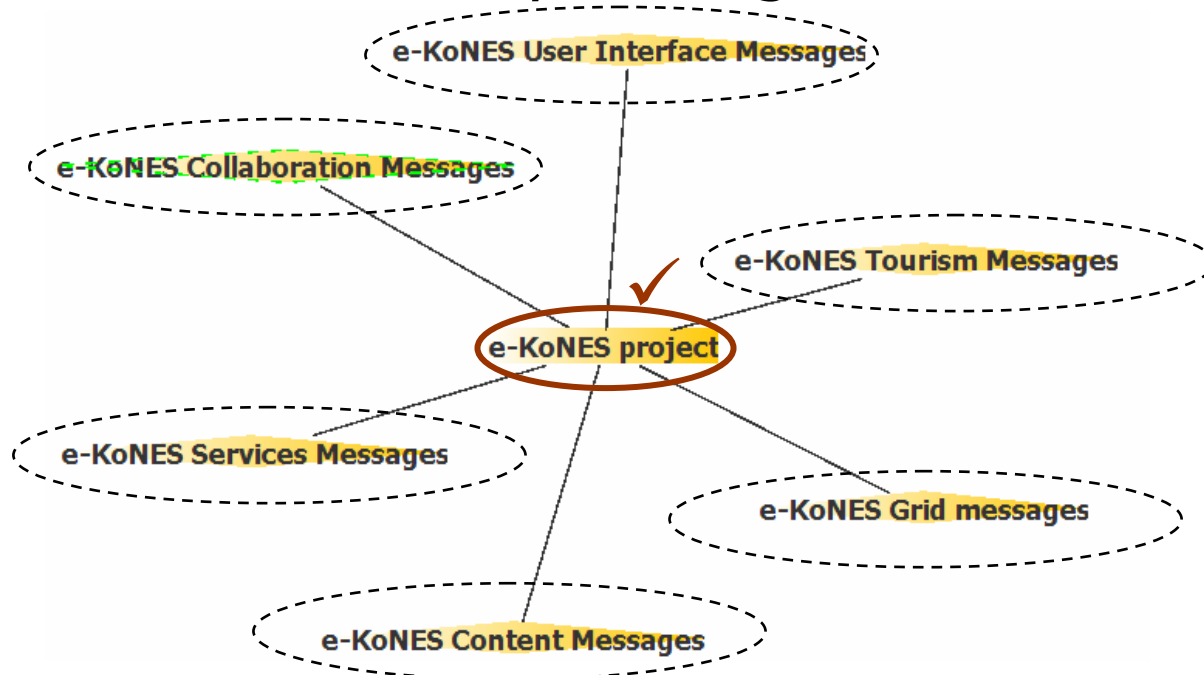 e-KoNES User Interface Messages
e-KoNES Collaboration Messages
e-KoNES Tourism Messages
e-KoNES project
e-KoNES Services Messages
e-KoNES Grid messages
e-KoNES Content Messages